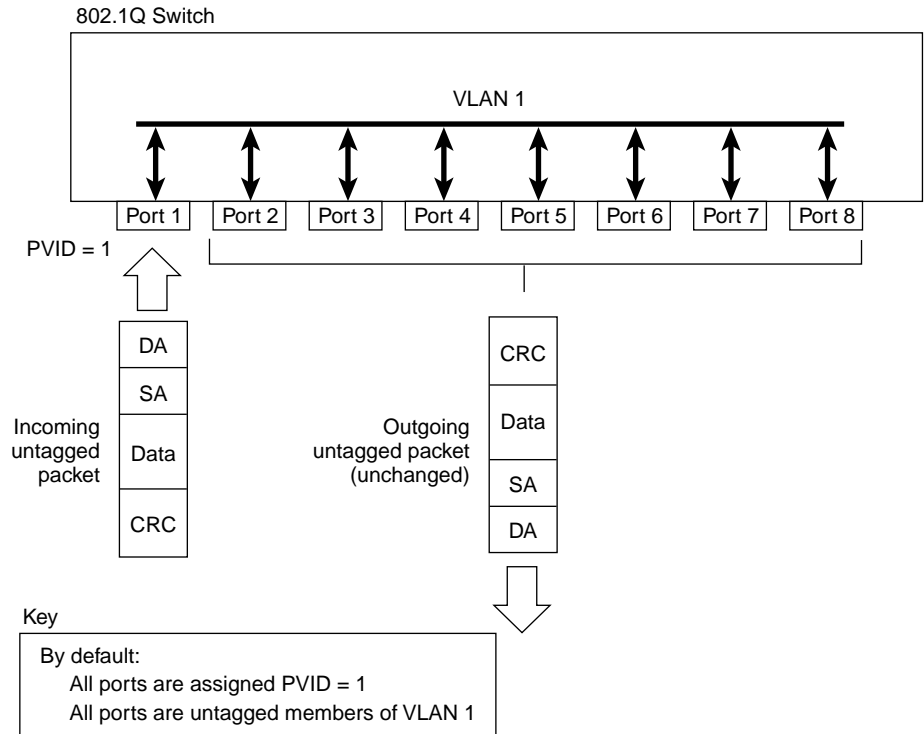 802.1Q Switch
VLAN 1
Port 1
Port 2
Port 3
Port 4
Port 5
Port 6
Port 7
Port 8
PVID = 1
DA
SA
Data
CRC
Incoming
untagged
packet
CRC
Data
SA
DA
Outgoing
untagged packet
(unchanged)
Key
By default:
All ports are assigned PVID = 1
All ports are untagged members of VLAN 1